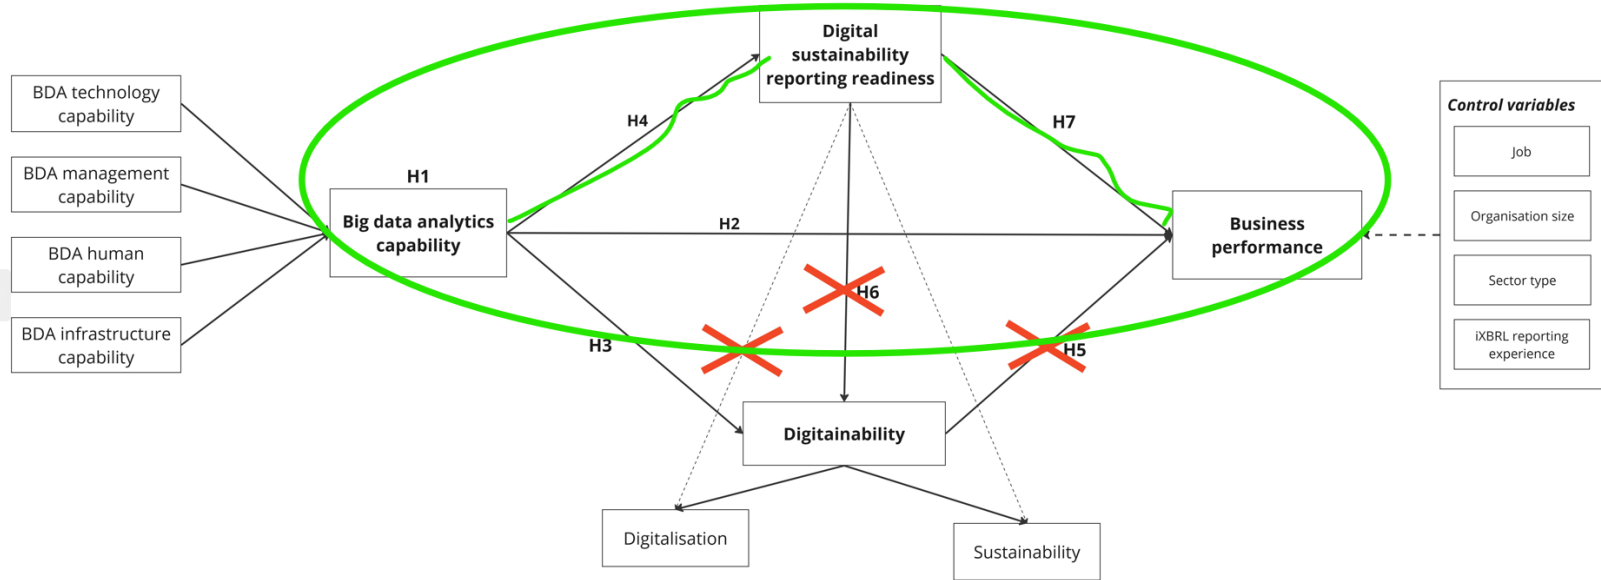 BDA technology
capability
BDA management
capability
BDA human
capability
BDA infrastructure
capability
H1
Big data analytics
capability
H4
Digital
sustainability
reporting readiness
H7
H2
H6
H3
H5
Business
performance
Digitainability
Digitalisation
Sustainability
Control variables
Job
Organisation size
Sector type
iXBRL reporting
experience